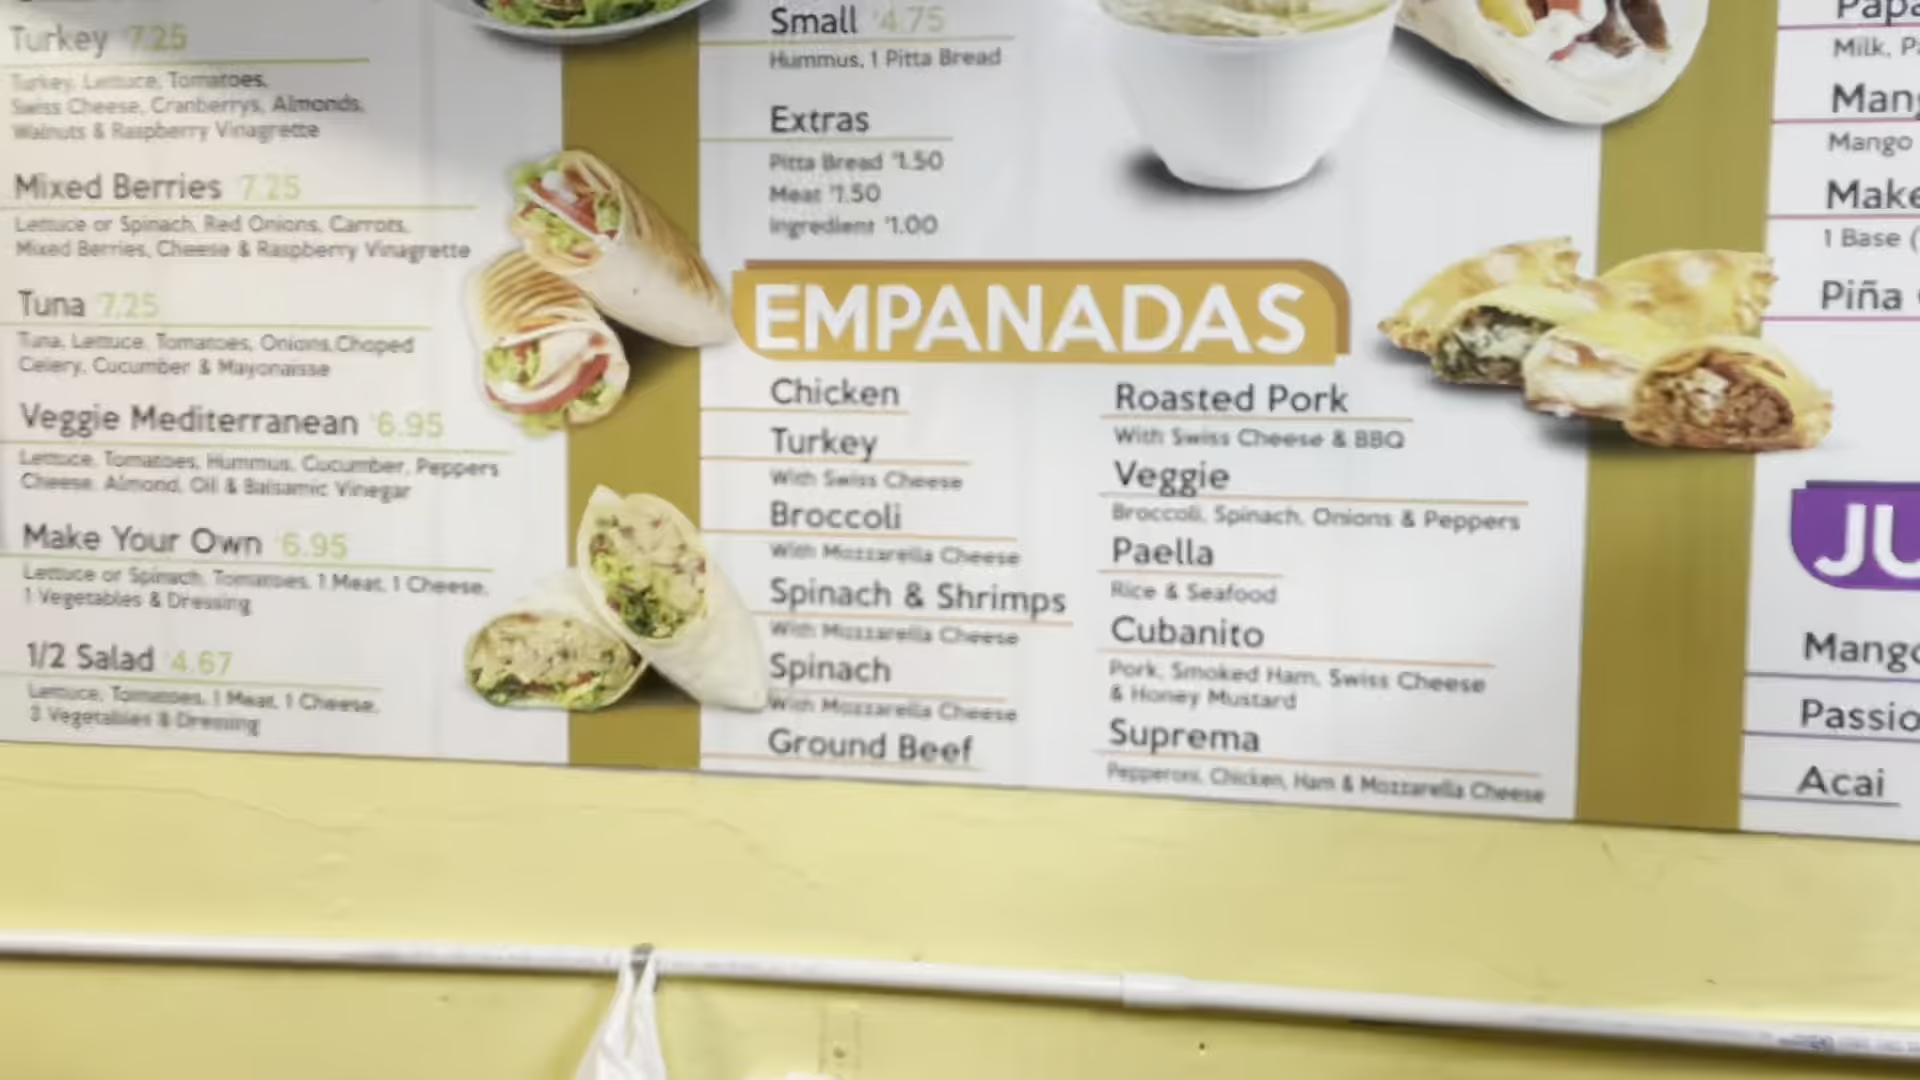 Turkey $7.25
Turkey, Lettuce, Tomatoes,
Swiss Cheese, Cranberrys, Almonds,
Walnuts & Raspberry Vinagrette
Mixed Berries $7.25
Lettuce or Spinach, Red Onions, Carrots,
Mixed Berries, Cheese & Raspberry Vinagrette
Tuna $7.25
Tuna, Lettuce, Tomatoes, Onions, Choped
Celery, Cucumber & Mayonaisse
Veggie Mediterranean $6.95
Lettuce, Tomatoes, Hummus, Cucumber, Peppers
Cheese, Almond, Oil & Balsamic Vinegar
Make Your Own $6.95
Lettuce or Spinach, Tomatoes, 1 Meat, 1 Cheese,
1 Vegetables & Dressing
1/2 Salad $4.67
Lettuce, Tomatoes, 1 Meat, 1 Cheese,
3 Vegetables & Dressing
Small $4.75
Hummus, 1 Pitta Bread
Extras
Pitta Bread $1.50
Meat $1.50
Ingredient $1.00
EMPANADAS
Chicken
Turkey
With Swiss Cheese
Broccoli
With Mozzarella Cheese
Spinach & Shrimps
With Mozzarella Cheese
Spinach
With Mozzarella Cheese
Ground Beef
Roasted Pork
With Swiss Cheese & BBQ
Veggie
Broccoli, Spinach, Onions & Peppers
Paella
Rice & Seafood
Cubanito
Pork, Smoked Ham, Swiss Cheese
& Honey Mustard
Suprema
Pepperoni, Chicken, Ham & Mozzarella Cheese
Papa
Milk, Pa
Mang
Mango
Make
1 Base (
Piña
JU
Mango
Passio
Acai